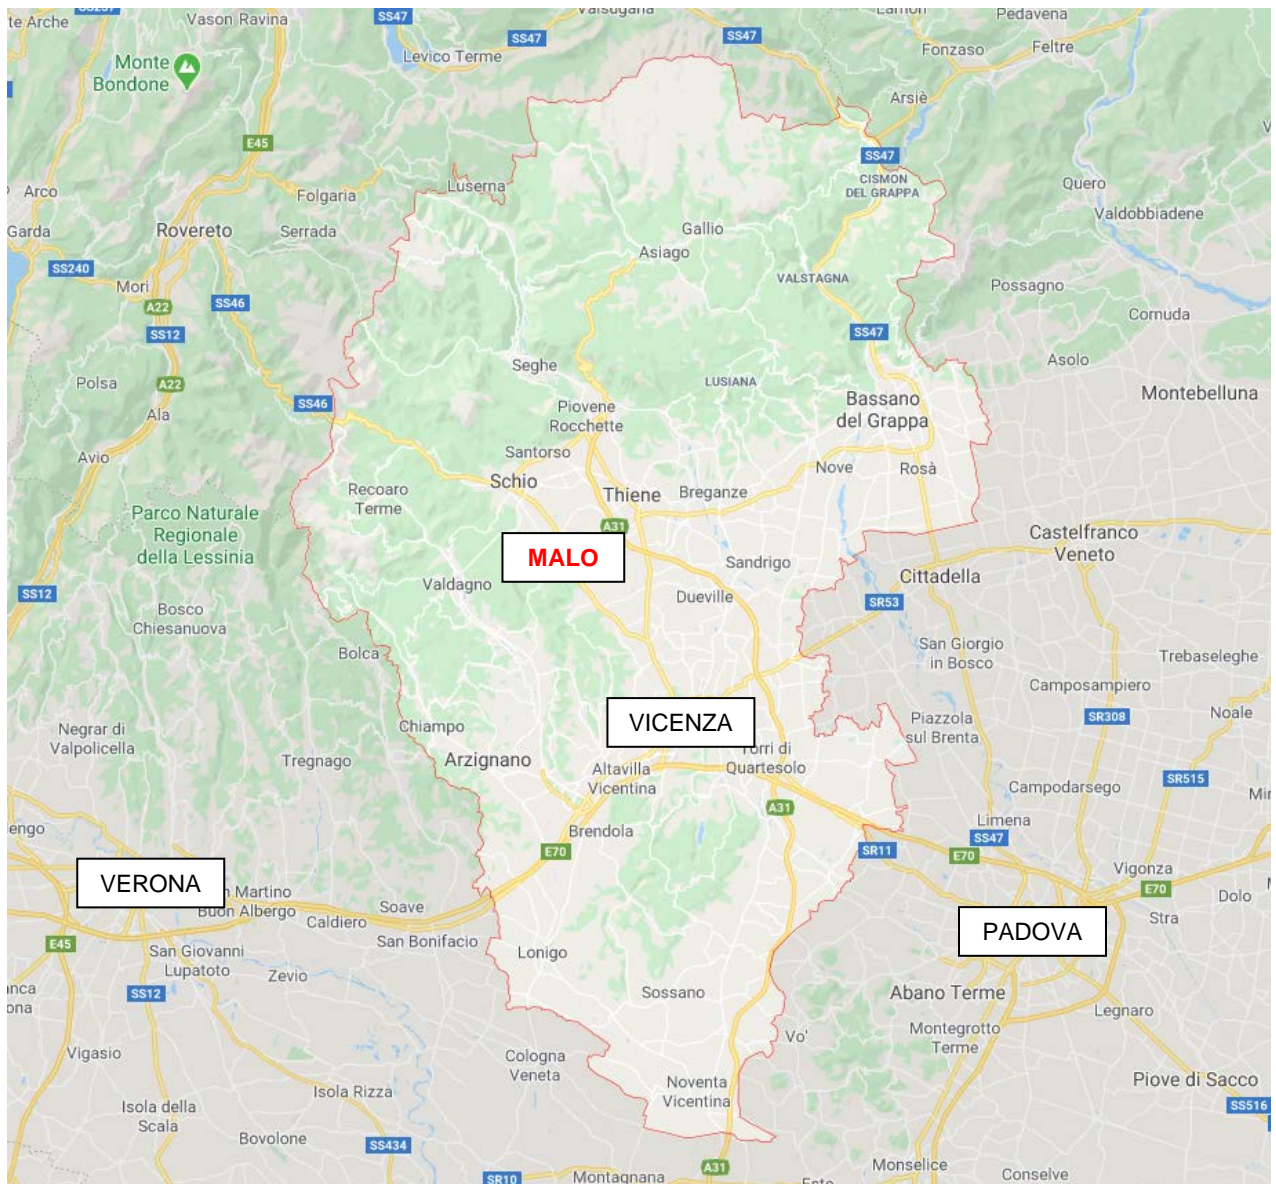 te Arche
Vason Ravina
SS47
Valsugana
Lamon
Pedavena
SS47
SS47
Fonzaso
Feltre
Levico Terme
Monte
Bondone
Arsiè
E45
SS47
CISMON
DEL GRAPPA
Arco
Folgaria
Luserna
Quero
Valdobbiadene
Garda
Rovereto
Serrada
Gallio
Asiago
SS240
Mori
A22
SS46
VALSTAGNA
Possagno
Cornuda
SS12
SS47
Asolo
Seghe
Polsa
A22
LUSIANA
Montebelluna
Ala
SS46
Piovene
Rocchette
Bassano
del Grappa
Avio
Santorso
Schio
Nove
Rosà
Recoaro
Terme
Thiene
Breganze
Parco Naturale
Regionale
della Lessinia
A31
Castelfranco
Veneto
MALO
Sandrigo
Cittadella
SS12
Valdagno
Dueville
SR53
Bosco
Chiesanuova
Bolca
San Giorgio
in Bosco
Trebaseleghe
Camposampiero
Negrar di
Valpolicella
Chiampo
VICENZA
Piazzola
sul Brenta
SR308
Noale
Tregnago
Arzignano
Altavilla
Vicentina
Torri di
Quartesolo
SR515
Campodarsego
A31
Limena
Brendola
SS47
E70
SR11
E70
Vigonza
E70
VERONA
n Martino
Buon Albergo
Caldiero
Soave
San Bonifacio
Dolo
Stra
PADOVA
E45
San Giovanni
Lupatoto
Zevio
Lonigo
SS12
Sossano
Abano Terme
Legnaro
Vo'
Montegrotto
Terme
Vigasio
Cologna
Veneta
Isola Rizza
Noventa
Vicentina
Piove di Sacco
SS516
Isola della
Scala
Bovolone
SS434
SR10
Montagnana
A31
Este
Monselice
Conselve